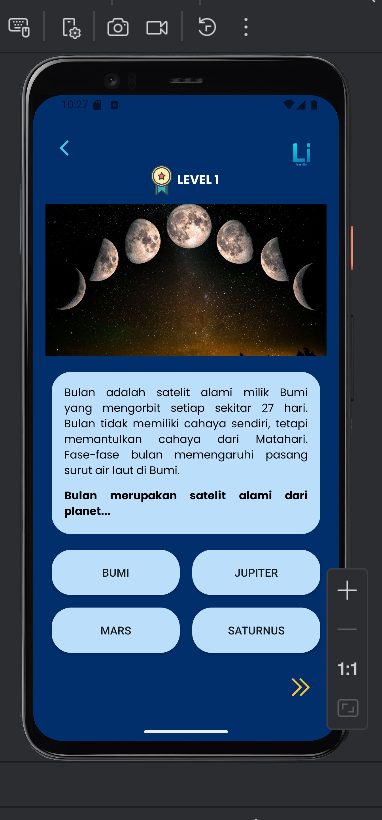 10:27
Li
LEVEL 1
Bulan adalah satelit alami milik Bumi
yang mengorbit setiap sekitar 27 hari.
Bulan tidak memiliki cahaya sendiri, tetapi
memantulkan cahaya dari Matahari.
Fase-fase bulan memengaruhi pasang
surut air laut di Bumi.
Bulan merupakan satelit alami dari
planet...
BUMI
JUPITER
MARS
SATURNUS
1:1